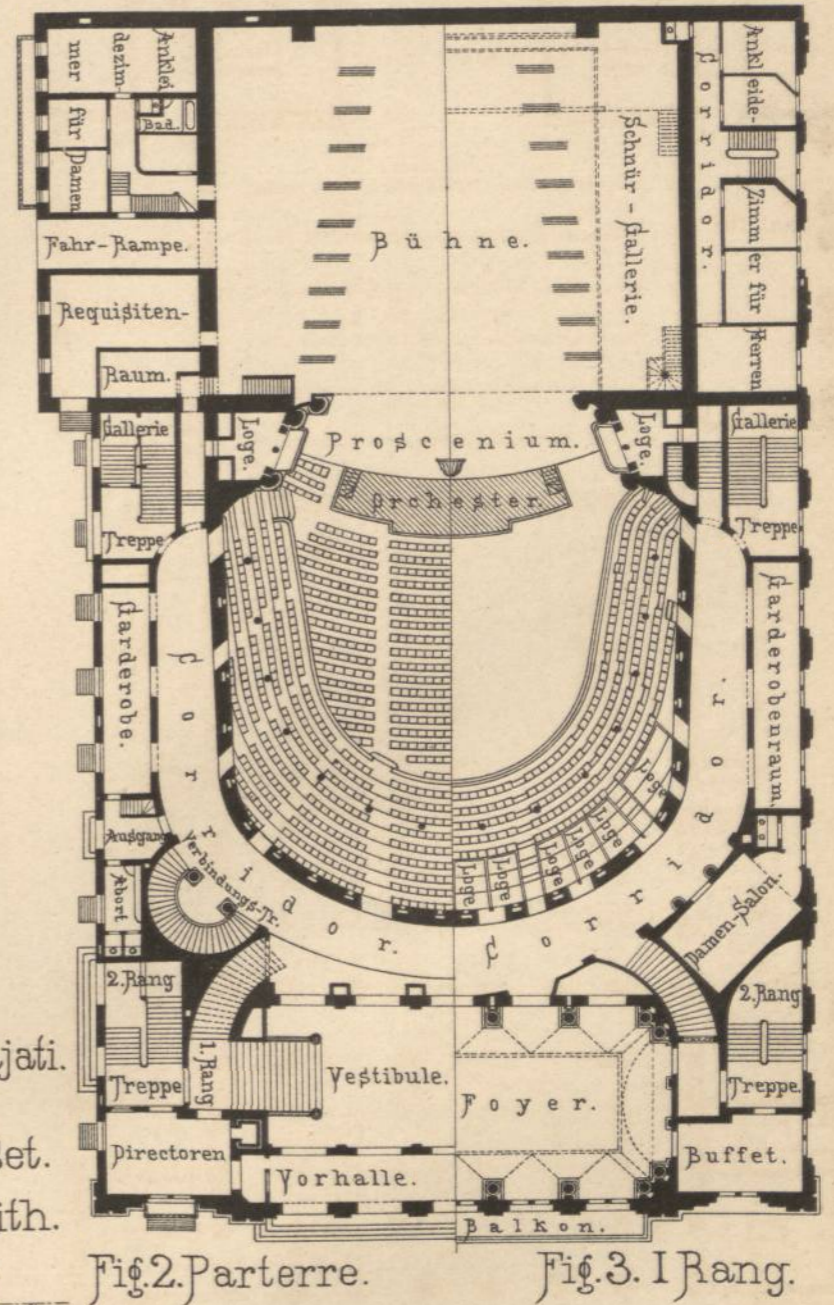 Anklei
dezim-
mer
für
Damen
Bad.
Fahr-Rampe.
Requisiten-
Raum.
Bühne.
Schnür-Gallerie.
Corridor.
Ankleide-
Zimmer für
Herren
Gallerie
Treppe
Loge.
Proscenium.
Orchester.
Loge.
Gallerie
Treppe
Garderobe.
Corridor.
Garderobenraum.
Corridor.
Ausgang
Abort
Verbindungs-Tr.
Loge
Loge
Loge
Loge
Loge
Loge
Damen-Salon.
2.Rang
Treppe
1.Rang
Vestibule.
Foyer.
2.Rang
Treppe.
Directoren
Vorhalle.
Buffet.
Balkon.
jati.
et.
ith.
Fig.2.Parterre.
Fig.3. I Rang.